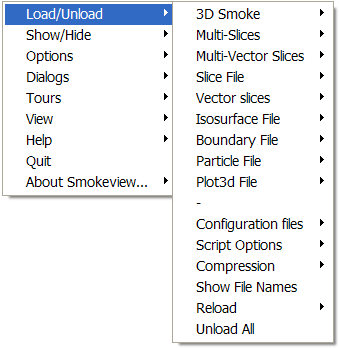 Load/Unload
Show/Hide
Options
Dialogs
Tours
View
Help
Quit
About Smokeview...
3D Smoke
Multi-Slices
Multi-Vector Slices
Slice File
Vector slices
Isosurface File
Boundary File
Particle File
Plot3d File
-
Configuration files
Script Options
Compression
Show File Names
Reload
Unload All